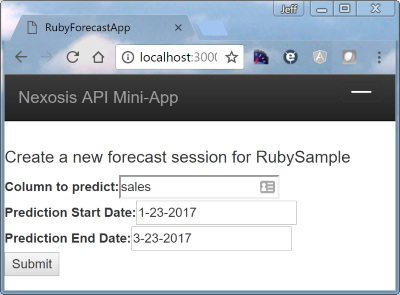 Jeff
RubyForecastApp
localhost:3000
Nexosis API Mini-App
Create a new forecast session for RubySample
Column to predict: sales
Prediction Start Date: 1-23-2017
Prediction End Date: 3-23-2017
Submit